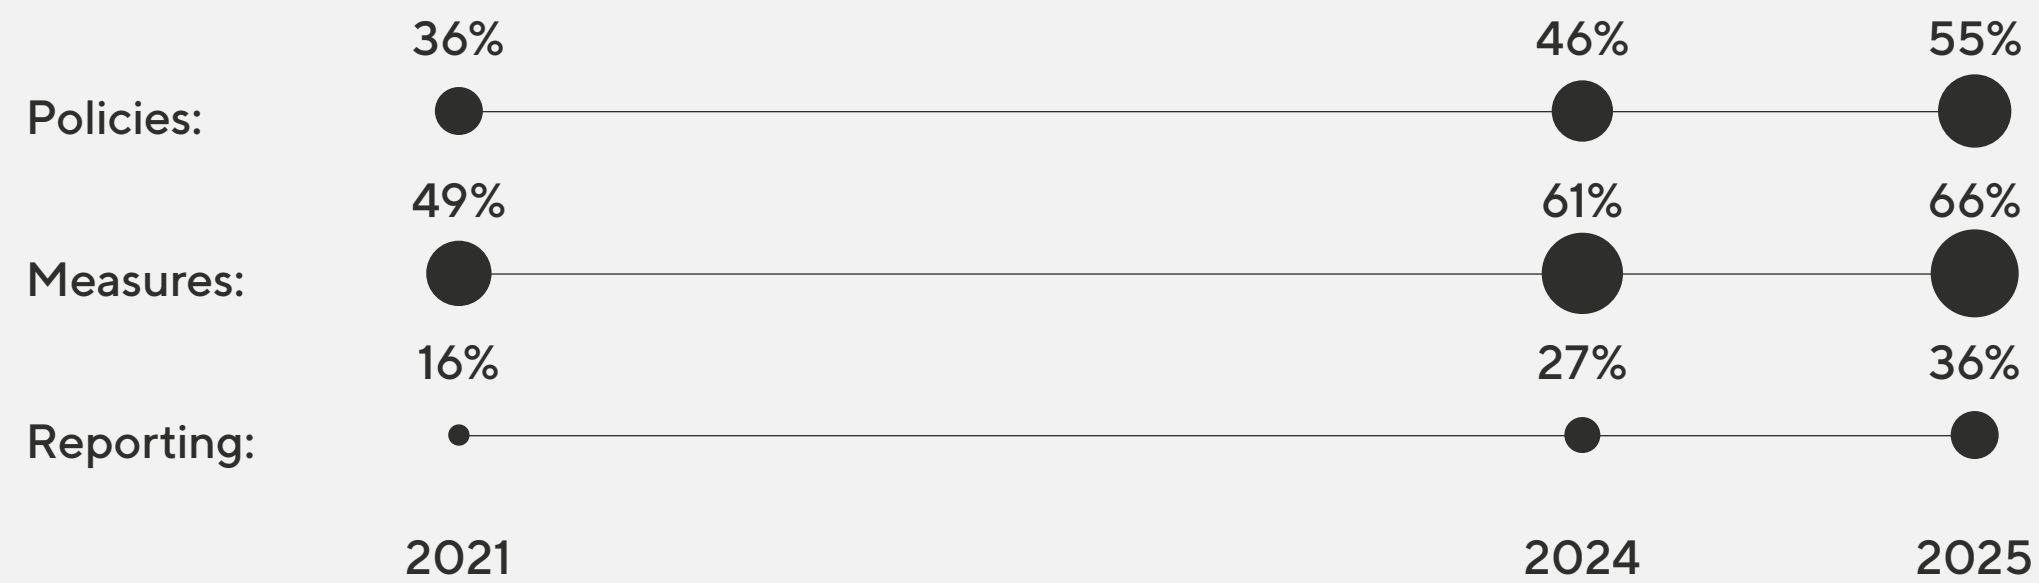 36% 46% 55%
Policies:
49% 61% 66%
Measures:
16% 27% 36%
Reporting:
2021 2024 2025